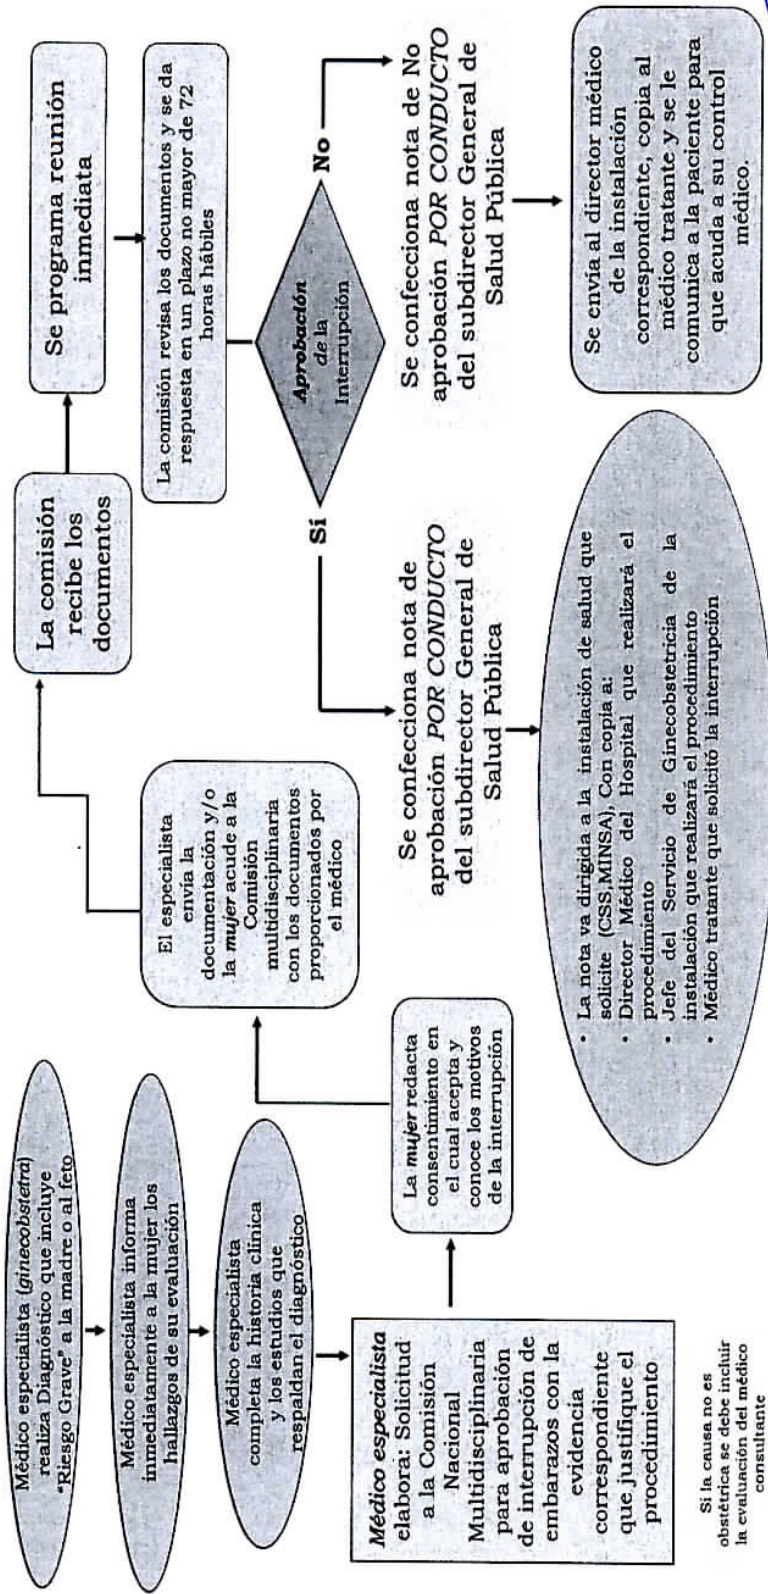 Médico especialista (ginecobstetra)
realiza Diagnóstico que incluye
"Riesgo Grave" a la madre o al feto
Médico especialista informa
inmediatamente a la mujer los
hallazgos de su evaluación
Médico especialista
completa la historia clínica
y los estudios que
respaldan el diagnóstico
Médico especialista
elabora: Solicitud
a la Comisión
Nacional
Multidisciplinaria
para aprobación
de interrupción de
embarazos con la
evidencia
correspondiente
que justifique el
procedimiento
Si la causa no es
obstétrica se debe incluir
la evaluación del médico
consultante
La mujer redacta
consentimiento en
el cual acepta y
conoce los motivos
de la interrupción
El especialista
envía la
documentación y/o
la mujer acude a la
Comisión
multidisciplinaria
con los documentos
proporcionados por
el médico
La comisión
recibe los
documentos
Se programa reunión
inmediata
La comisión revisa los documentos y se da
respuesta en un plazo no mayor de 72
horas hábiles
Aprobación
de la
Interrupción
Sí
No
Se confecciona nota de
aprobación POR CONDUCTO
del subdirector General de
Salud Pública
• La nota va dirigida a la instalación de salud que
solicite (CSS,MINSA), Con copia a:
• Director Médico del Hospital que realizará el
procedimiento
• Jefe del Servicio de Ginecobstetricia de la
instalación que realizará el procedimiento
• Médico tratante que solicitó la interrupción
Se confecciona nota de No
aprobación POR CONDUCTO
del subdirector General de
Salud Pública
Se envia al director médico
de la instalación
correspondiente, copia al
médico tratante y se le
comunica a la paciente para
que acuda a su control
médico.